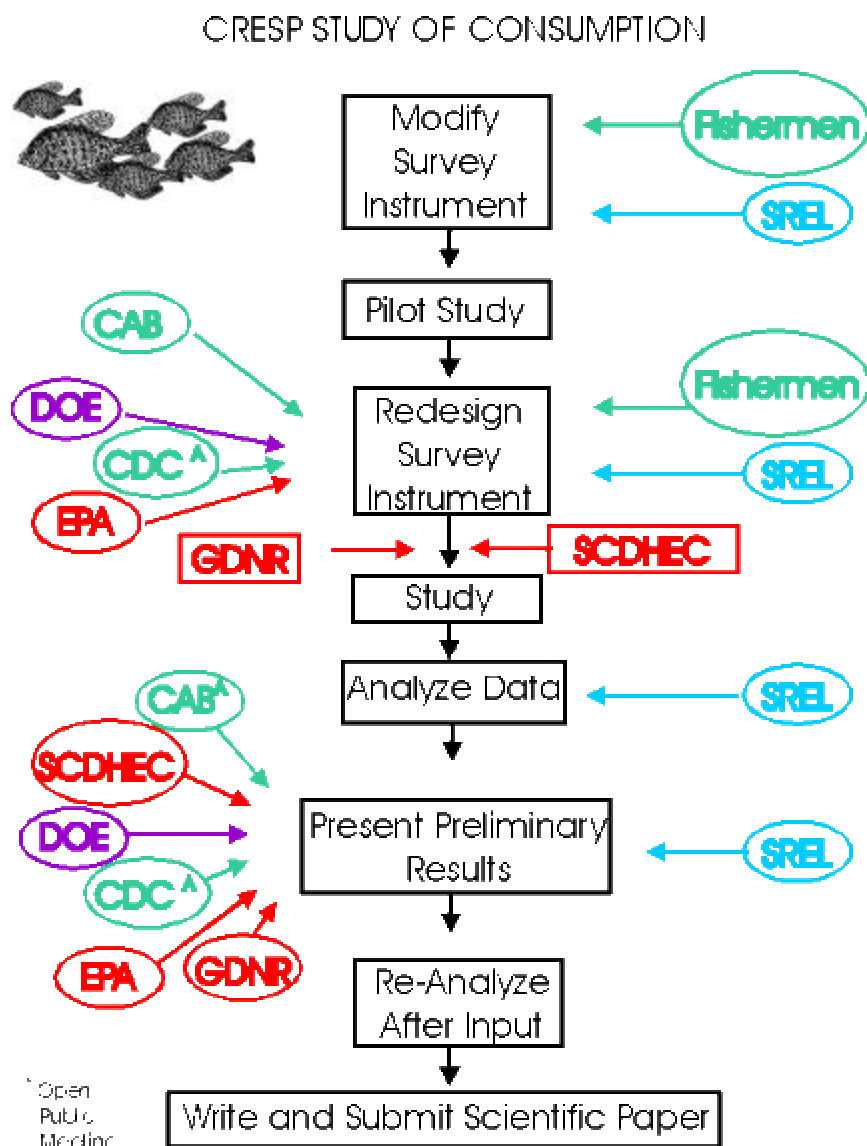 CRESP STUDY OF CONSUMPTION
Modify
Survey
Instrument
Fishermen
SREL
Pilot Study
CAB
DOE
CDC A
EPA
Redesign
Survey
Instrument
Fishermen
SREL
GDNR
SCDHEC
Study
Analyze Data
SREL
CAB A
SCDHEC
DOE
CDC A
EPA
GDNR
Present Preliminary
Results
SREL
Re-Analyze
After Input
A Open
Public
Meeting
Write and Submit Scientific Paper